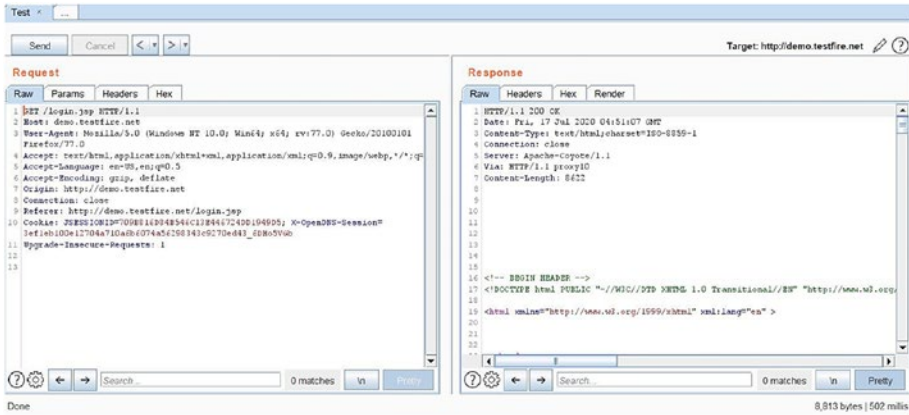 Test ×
...
Send Cancel < > Target: http://demo.testfire.net
Request
Raw Params Headers Hex
1 GET /login.jsp HTTP/1.1
2 Host: demo.testfire.net
3 User-Agent: Mozilla/5.0 (Windows NT 10.0; Win64; x64; rv:77.0) Gecko/20100101
Firefox/77.0
4 Accept: text/html,application/xhtml+xml,application/xml;q=0.9,image/webp,*/*;q=
5 Accept-Language: en-US,en;q=0.5
6 Accept-Encoding: gzip, deflate
7 Origin: http://demo.testfire.net
8 Connection: close
9 Referer: http://demo.testfire.net/login.jsp
10 Cookie: X-OpenDNS-Session=
11 Upgrade-Insecure-Requests: 1
12
13
Search... 0 matches \n Pretty
Response
Raw Headers Hex Render
1 HTTP/1.1 200 OK
2 Date: Fri, 17 Jul 2020 04:51:07 GMT
3 Content-Type: text/html;charset=ISO-8859-1
4 Connection: close
5 Server: Apache-Coyote/1.1
6 Via: HTTP/1.1 proxy10
7 Content-Length: 8622
8
9
10
11
12
13
14
15
16 <!-- BEGIN HEADER -->
17 <!DOCTYPE html PUBLIC "-//W3C//DTD XHTML 1.0 Transitional//EN" "http://www.w3.org/
18
19 <html xmlns="http://www.w3.org/1999/xhtml" xml:lang="en" >
20
21
22
Search... 0 matches \n Pretty
Done 8,813 bytes | 502 millis